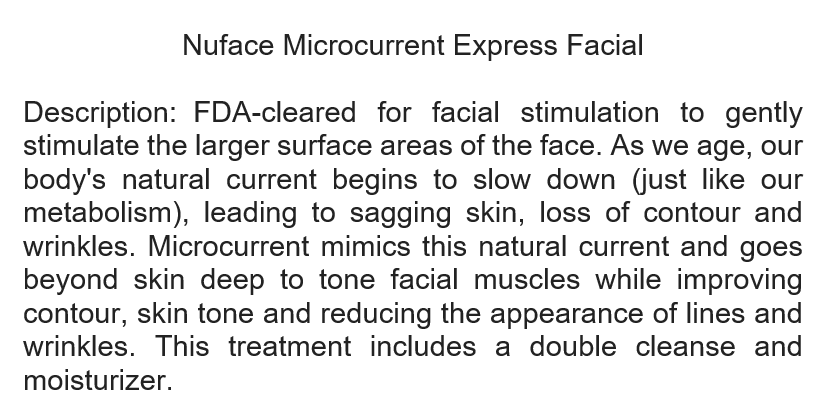 Nuface Microcurrent Express Facial
Description: FDA-cleared for facial stimulation to gently
stimulate the larger surface areas of the face. As we age, our
body's natural current begins to slow down (just like our
metabolism), leading to sagging skin, loss of contour and
wrinkles. Microcurrent mimics this natural current and goes
beyond skin deep to tone facial muscles while improving
contour, skin tone and reducing the appearance of lines and
wrinkles. This treatment includes a double cleanse and
moisturizer.